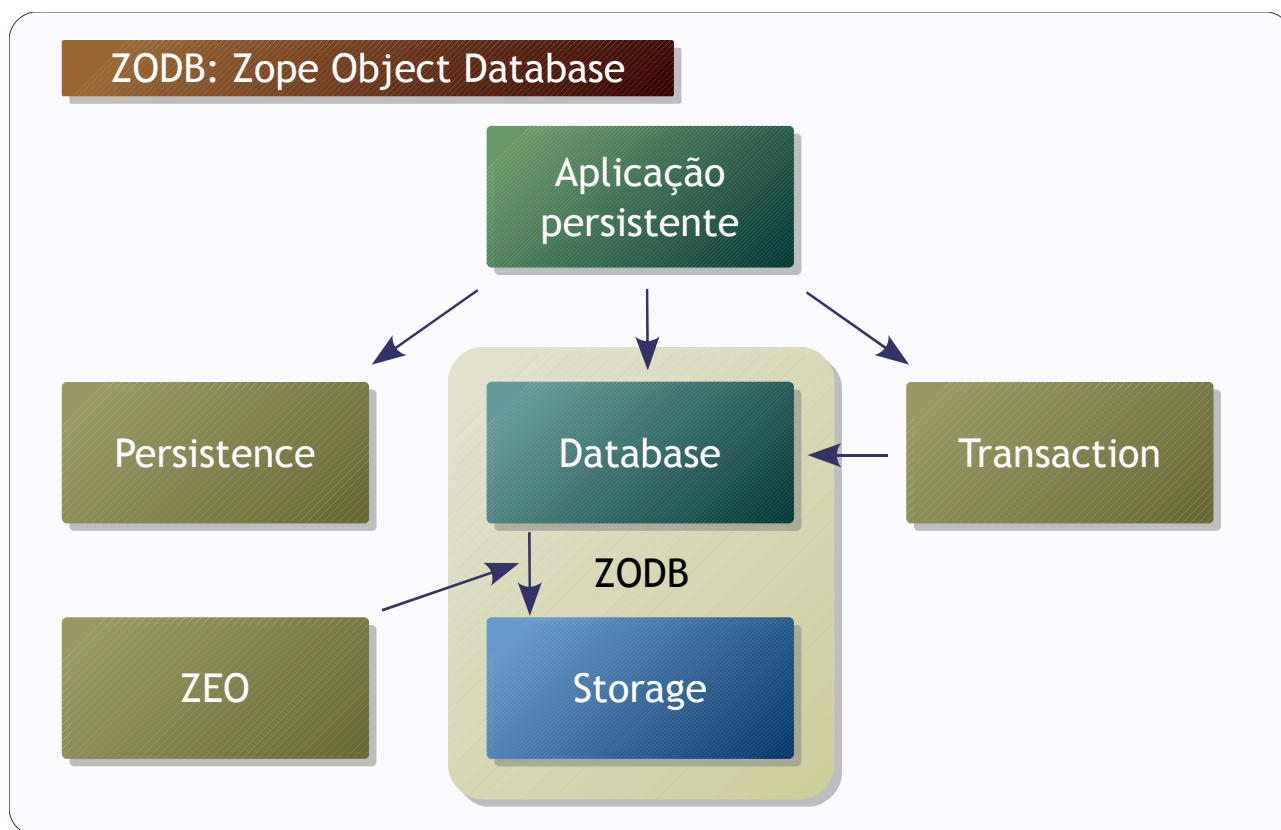 ZODB: Zope Object Database
Aplicação
persistente
Persistence
Database
Transaction
ZODB
ZEO
Storage